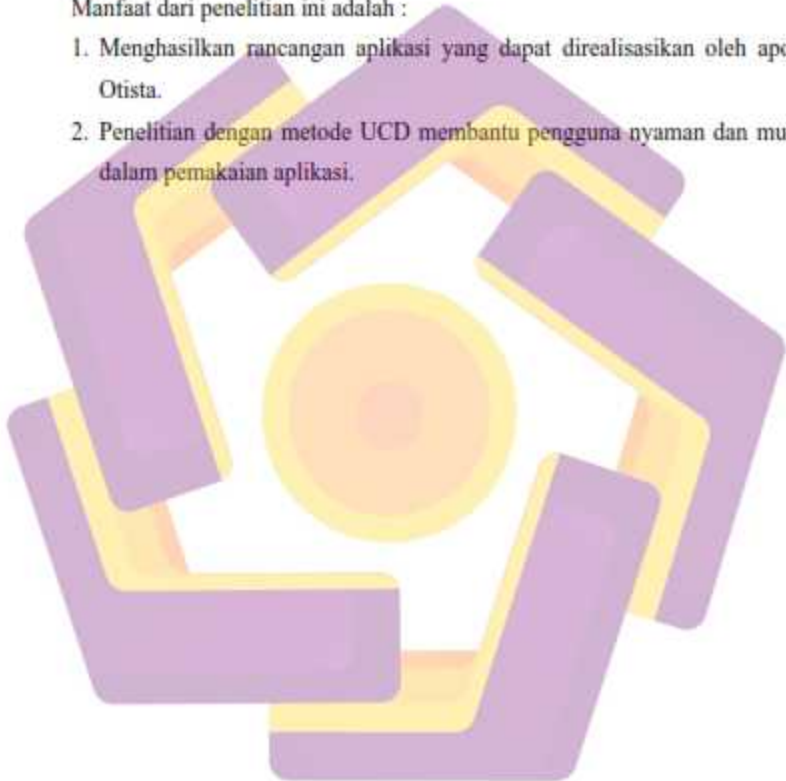 Manfaat dari penelitian ini adalah :
1. Menghasilkan rancangan aplikasi yang dapat direalisasikan oleh
Otista.
2. Penelitian dengan metode UCD membantu pengguna nyaman dan
dalam pemakaian aplikasi.